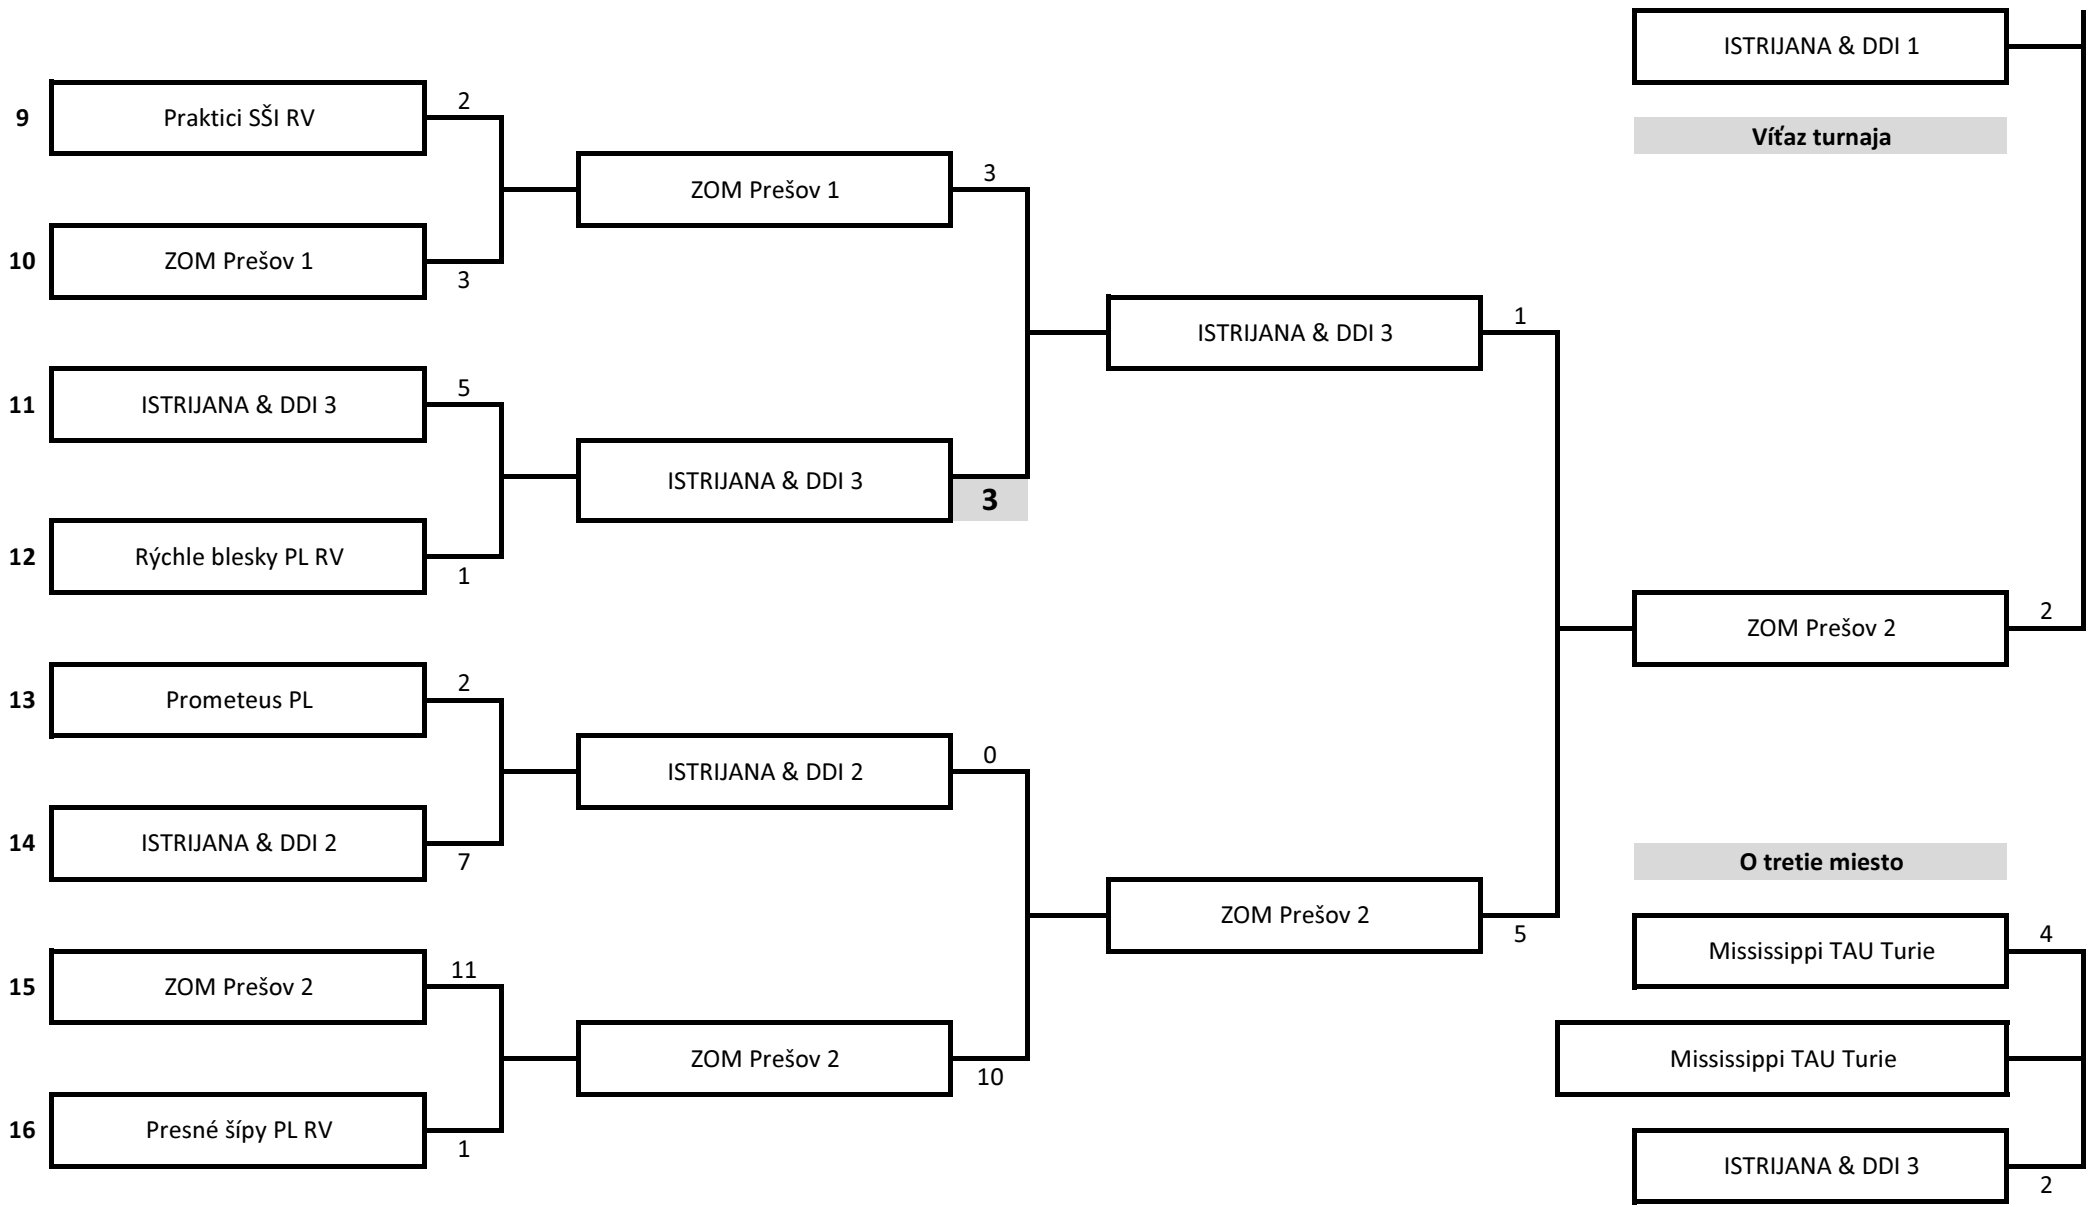 ISTRIJANA & DDI 1
Víťaz turnaja
9
Praktici SŠI RV
2
ZOM Prešov 1
3
10
ZOM Prešov 1
3
ISTRIJANA & DDI 3
1
11
ISTRIJANA & DDI 3
5
ISTRIJANA & DDI 3
3
12
Rýchle blesky PL RV
1
ZOM Prešov 2
2
13
Prometeus PL
2
ISTRIJANA & DDI 2
0
14
ISTRIJANA & DDI 2
7
O tretie miesto
ZOM Prešov 2
5
Mississippi TAU Turie
4
15
ZOM Prešov 2
11
ZOM Prešov 2
10
Mississippi TAU Turie
16
Presné šípy PL RV
1
ISTRIJANA & DDI 3
2